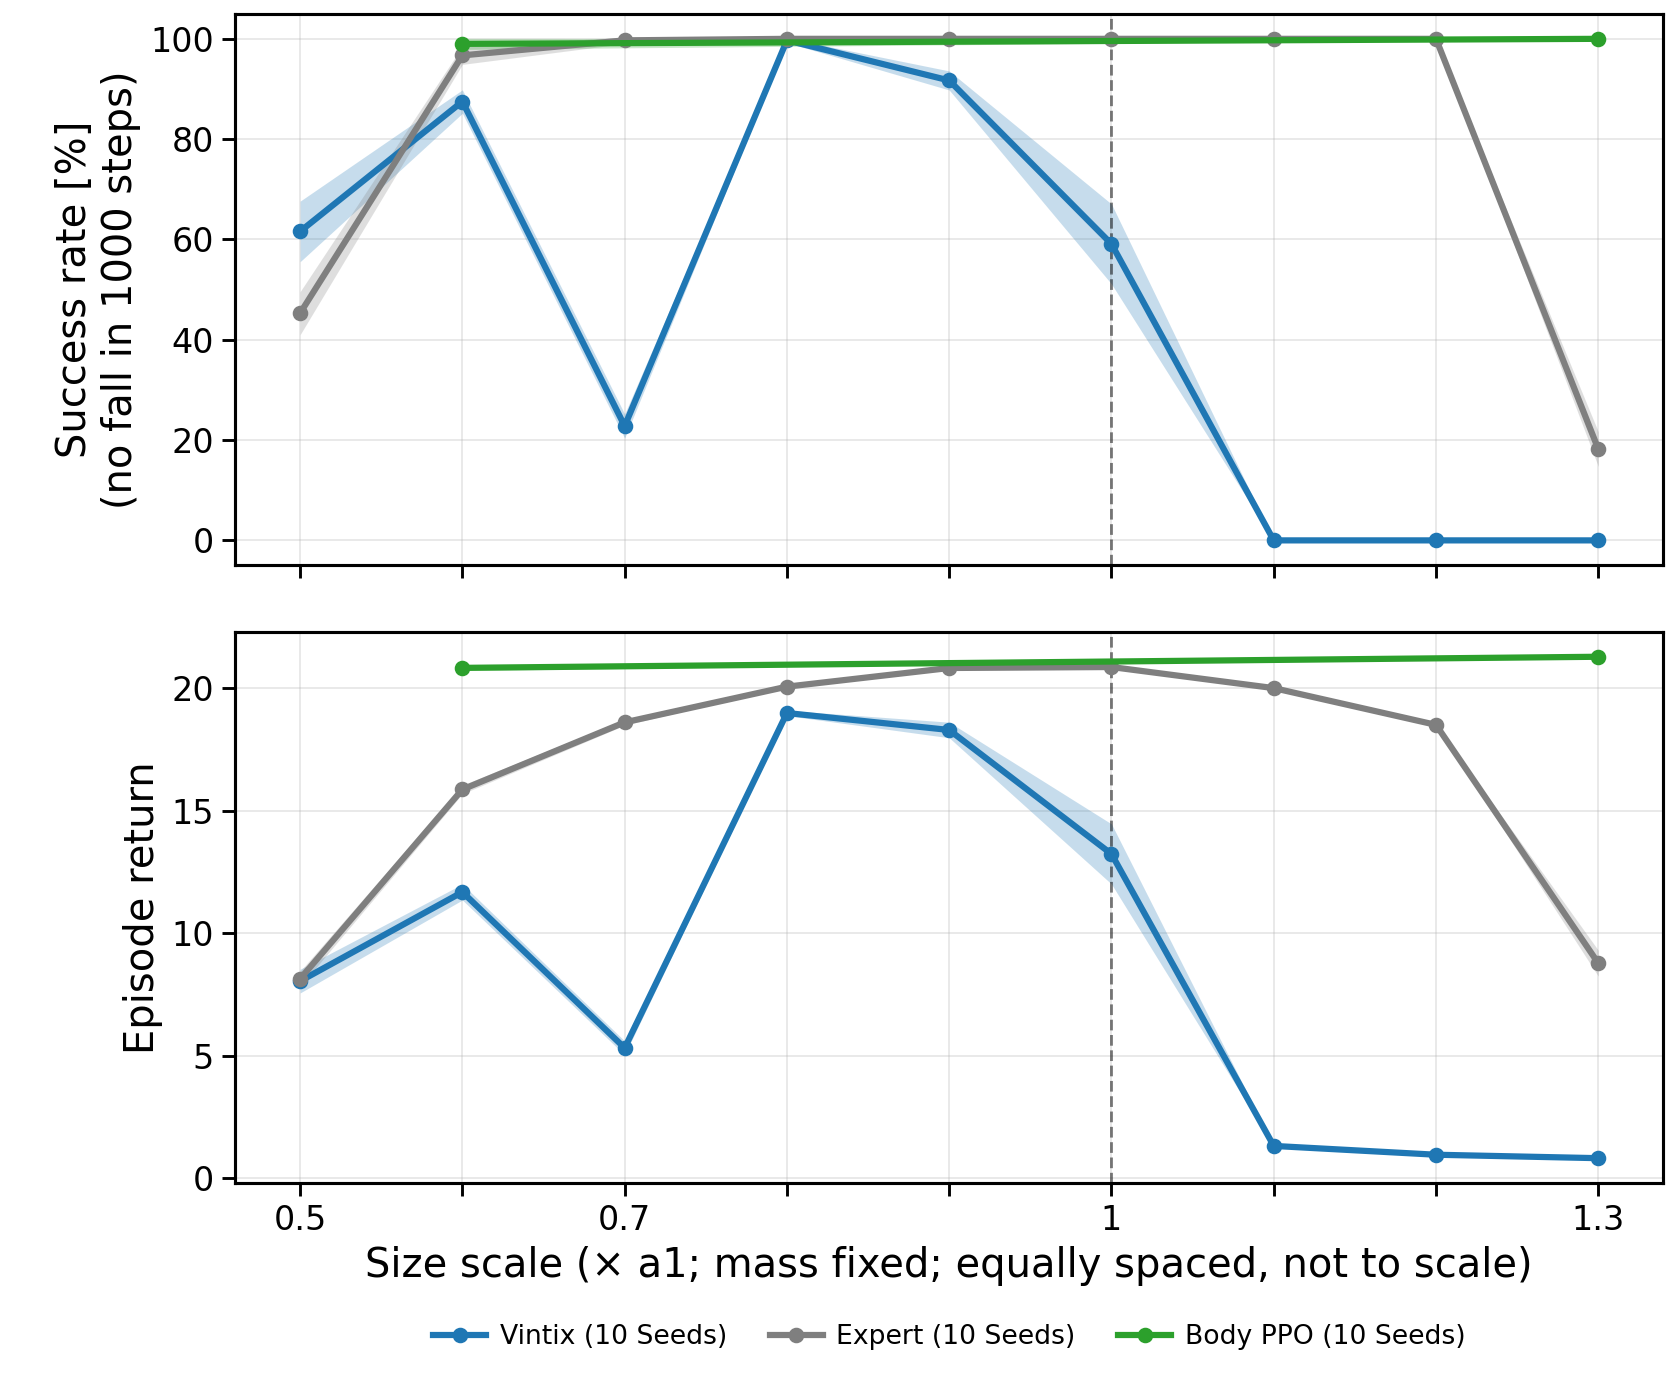 Success rate [%]
(no fall in 1000 steps)
100
80
60
40
20
0
Episode return
20
15
10
5
0
0.5 0.7 1 1.3
Size scale (× a1; mass fixed; equally spaced, not to scale)
Vintix (10 Seeds) Expert (10 Seeds) Body PPO (10 Seeds)